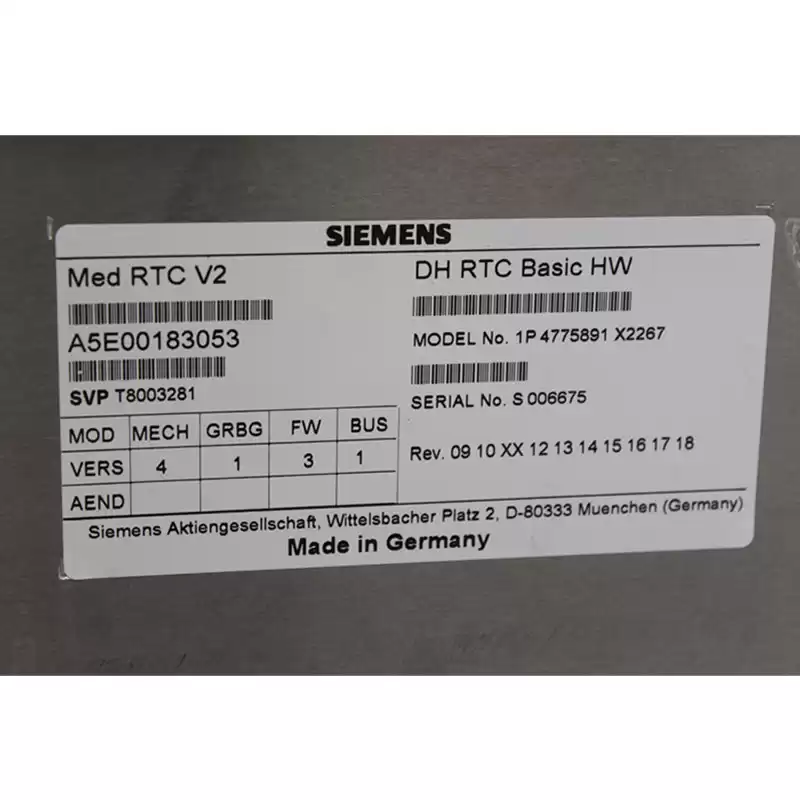 SIEMENS
Med RTC V2
A5E00183053
SVP T8003281
DH RTC Basic HW
MODEL No. 1P 4775891 X2267
SERIAL No. S 006675
MOD MECH GRBG FW BUS
VERS 4 1 3 1
AEND
Rev. 09 10 XX 12 13 14 15 16 17 18
Siemens Aktiengesellschaft, Wittelsbacher Platz 2, D-80333 Muenchen (Germany)
Made in Germany